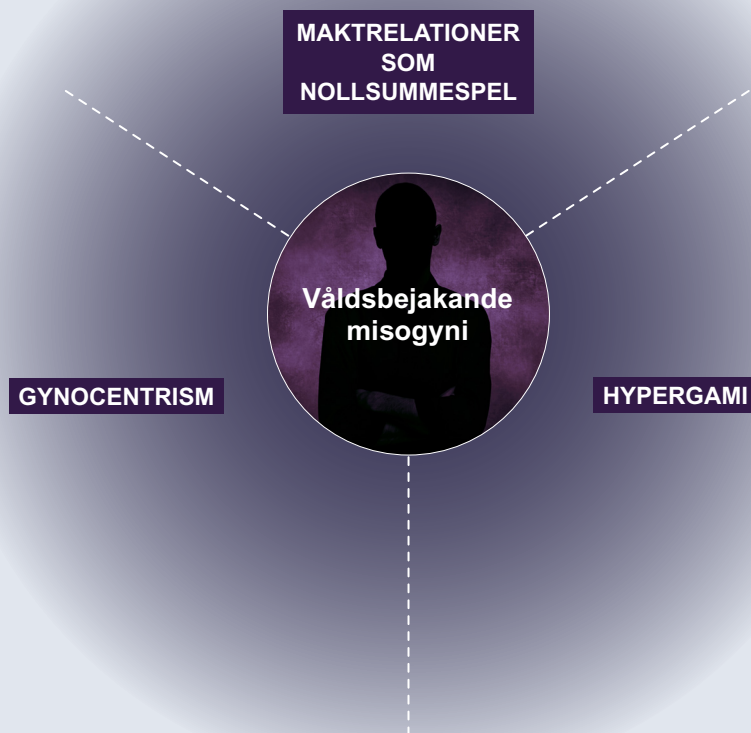 MAKTRELATIONER
SOM
NOLLSUMMESPEL
Våldsbejakande
misogyni
GYNOCENTRISM
HYPERGAMI